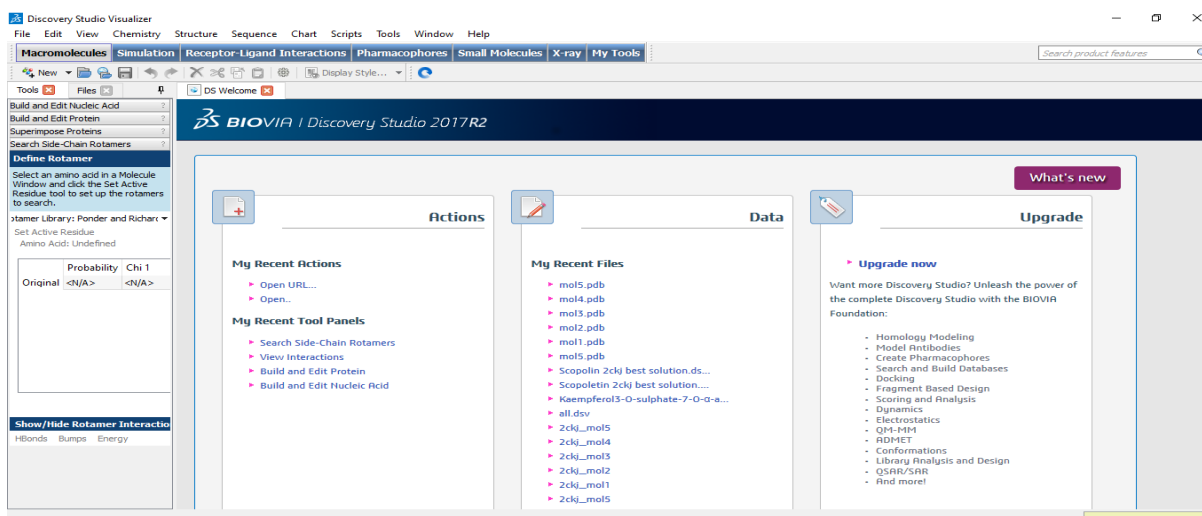 Discovery Studio Visualizer
File Edit View Chemistry Structure Sequence Chart Scripts Tools Window Help
Macromolecules Simulation Receptor-Ligand Interactions Pharmacophores Small Molecules X-ray My Tools
Search product features
New Display Style...
Tools Files DS Welcome
Build and Edit Nucleic Acid ?
Build and Edit Protein ?
Superimpose Proteins ?
Search Side-Chain Rotamers ?
Define Rotamer
Select an amino acid in a Molecule
Window and click the Set Active
Residue tool to set up the rotamers
to search.
otamer Library: Ponder and Richar
Set Active Residue
Amino Acid: Undefined
Probability Chi 1
Original <N/A> <N/A>
Show/Hide Rotamer Interactio
HBonds Bumps Energy
BIOVIA | Discovery Studio 2017R2
What's new
Actions
My Recent Actions
Open URL...
Open..
My Recent Tool Panels
Search Side-Chain Rotamers
View Interactions
Build and Edit Protein
Build and Edit Nucleic Acid
Data
My Recent Files
mol5.pdb
mol4.pdb
mol3.pdb
mol2.pdb
mol1.pdb
mol5.pdb
Scopolin 2ckj best solution.ds...
Scopoletin 2ckj best solution....
Kaempferol3-O-sulphate-7-O-α-a...
all.dsv
2ckj_mol5
2ckj_mol4
2ckj_mol3
2ckj_mol2
2ckj_mol1
2ckj_mol5
Upgrade
Upgrade now
Want more Discovery Studio? Unleash the power of
the complete Discovery Studio with the BIOVIA
Foundation:
- Homology Modeling
- Model Antibodies
- Create Pharmacophores
- Search and Build Databases
- Docking
- Fragment Based Design
- Scoring and Analysis
- Dynamics
- Electrostatics
- QM-MM
- ADMET
- Conformations
- Library Analysis and Design
- QSAR/SAR
- And more!